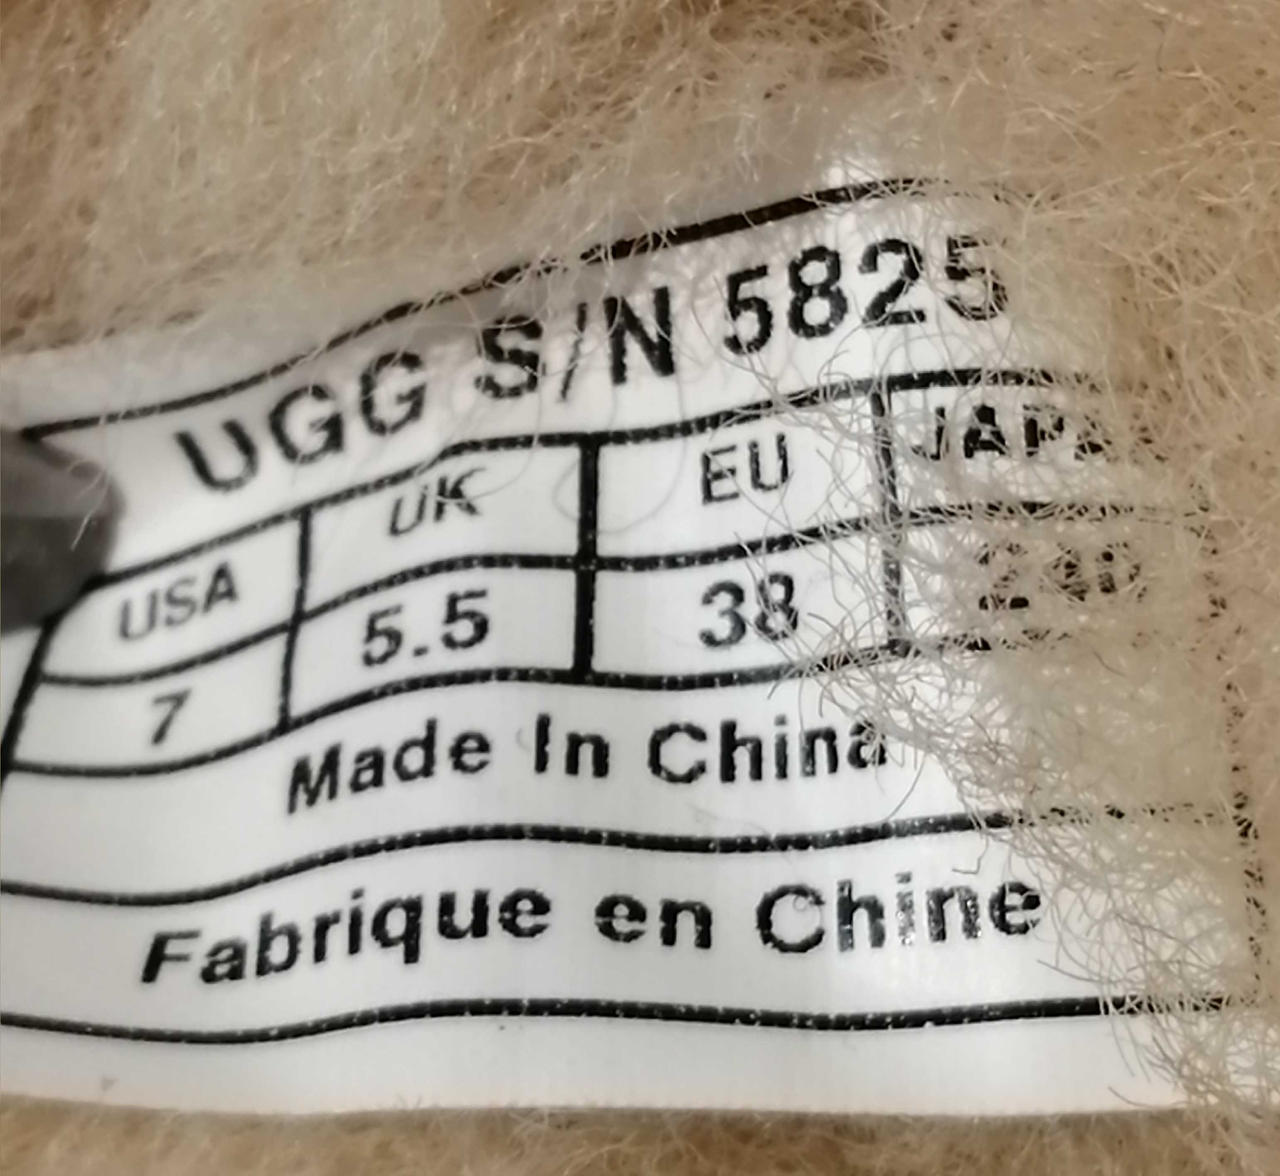 UGG S/N 5825
USA UK EU
7 5.5 38
Made In China
Fabrique en Chine